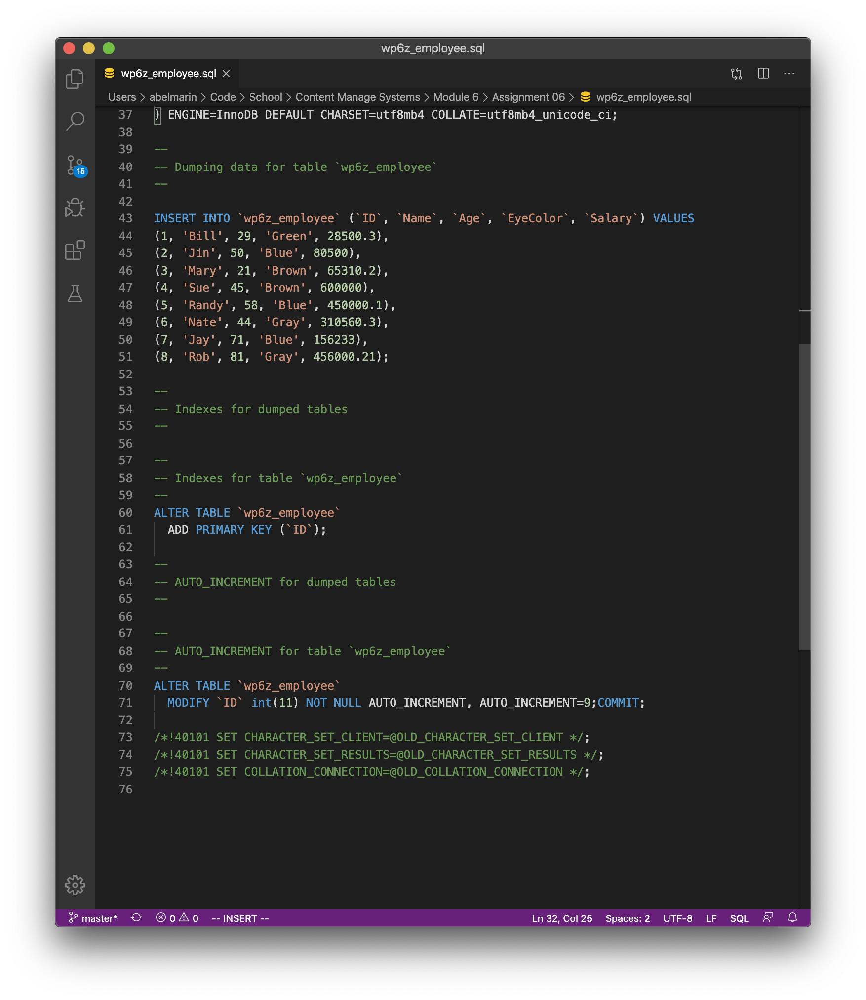 wp6z_employee.sql
wp6z_employee.sql
Users > abelmarin > Code > School > Content Manage Systems > Module 6 > Assignment 06 > wp6z_employee.sql
37 ) ENGINE=InnoDB DEFAULT CHARSET=utf8mb4 COLLATE=utf8mb4_unicode_ci;
38
39 --
40 -- Dumping data for table `wp6z_employee`
41 --
42
43 INSERT INTO `wp6z_employee` (`ID`, `Name`, `Age`, `EyeColor`, `Salary`) VALUES
44 (1, 'Bill', 29, 'Green', 28500.3),
45 (2, 'Jin', 50, 'Blue', 80500),
46 (3, 'Mary', 21, 'Brown', 65310.2),
47 (4, 'Sue', 45, 'Brown', 600000),
48 (5, 'Randy', 58, 'Blue', 450000.1),
49 (6, 'Nate', 44, 'Gray', 310560.3),
50 (7, 'Jay', 71, 'Blue', 156233),
51 (8, 'Rob', 81, 'Gray', 456000.21);
52
53 --
54 -- Indexes for dumped tables
55 --
56
57 --
58 -- Indexes for table `wp6z_employee`
59 --
60 ALTER TABLE `wp6z_employee`
61   ADD PRIMARY KEY (`ID`);
62
63 --
64 -- AUTO_INCREMENT for dumped tables
65 --
66
67 --
68 -- AUTO_INCREMENT for table `wp6z_employee`
69 --
70 ALTER TABLE `wp6z_employee`
71   MODIFY `ID` int(11) NOT NULL AUTO_INCREMENT, AUTO_INCREMENT=9;COMMIT;
72
73 /*!40101 SET CHARACTER_SET_CLIENT=@OLD_CHARACTER_SET_CLIENT */;
74 /*!40101 SET CHARACTER_SET_RESULTS=@OLD_CHARACTER_SET_RESULTS */;
75 /*!40101 SET COLLATION_CONNECTION=@OLD_COLLATION_CONNECTION */;
76
15
master* 0 0 -- INSERT -- Ln 32, Col 25 Spaces: 2 UTF-8 LF SQL